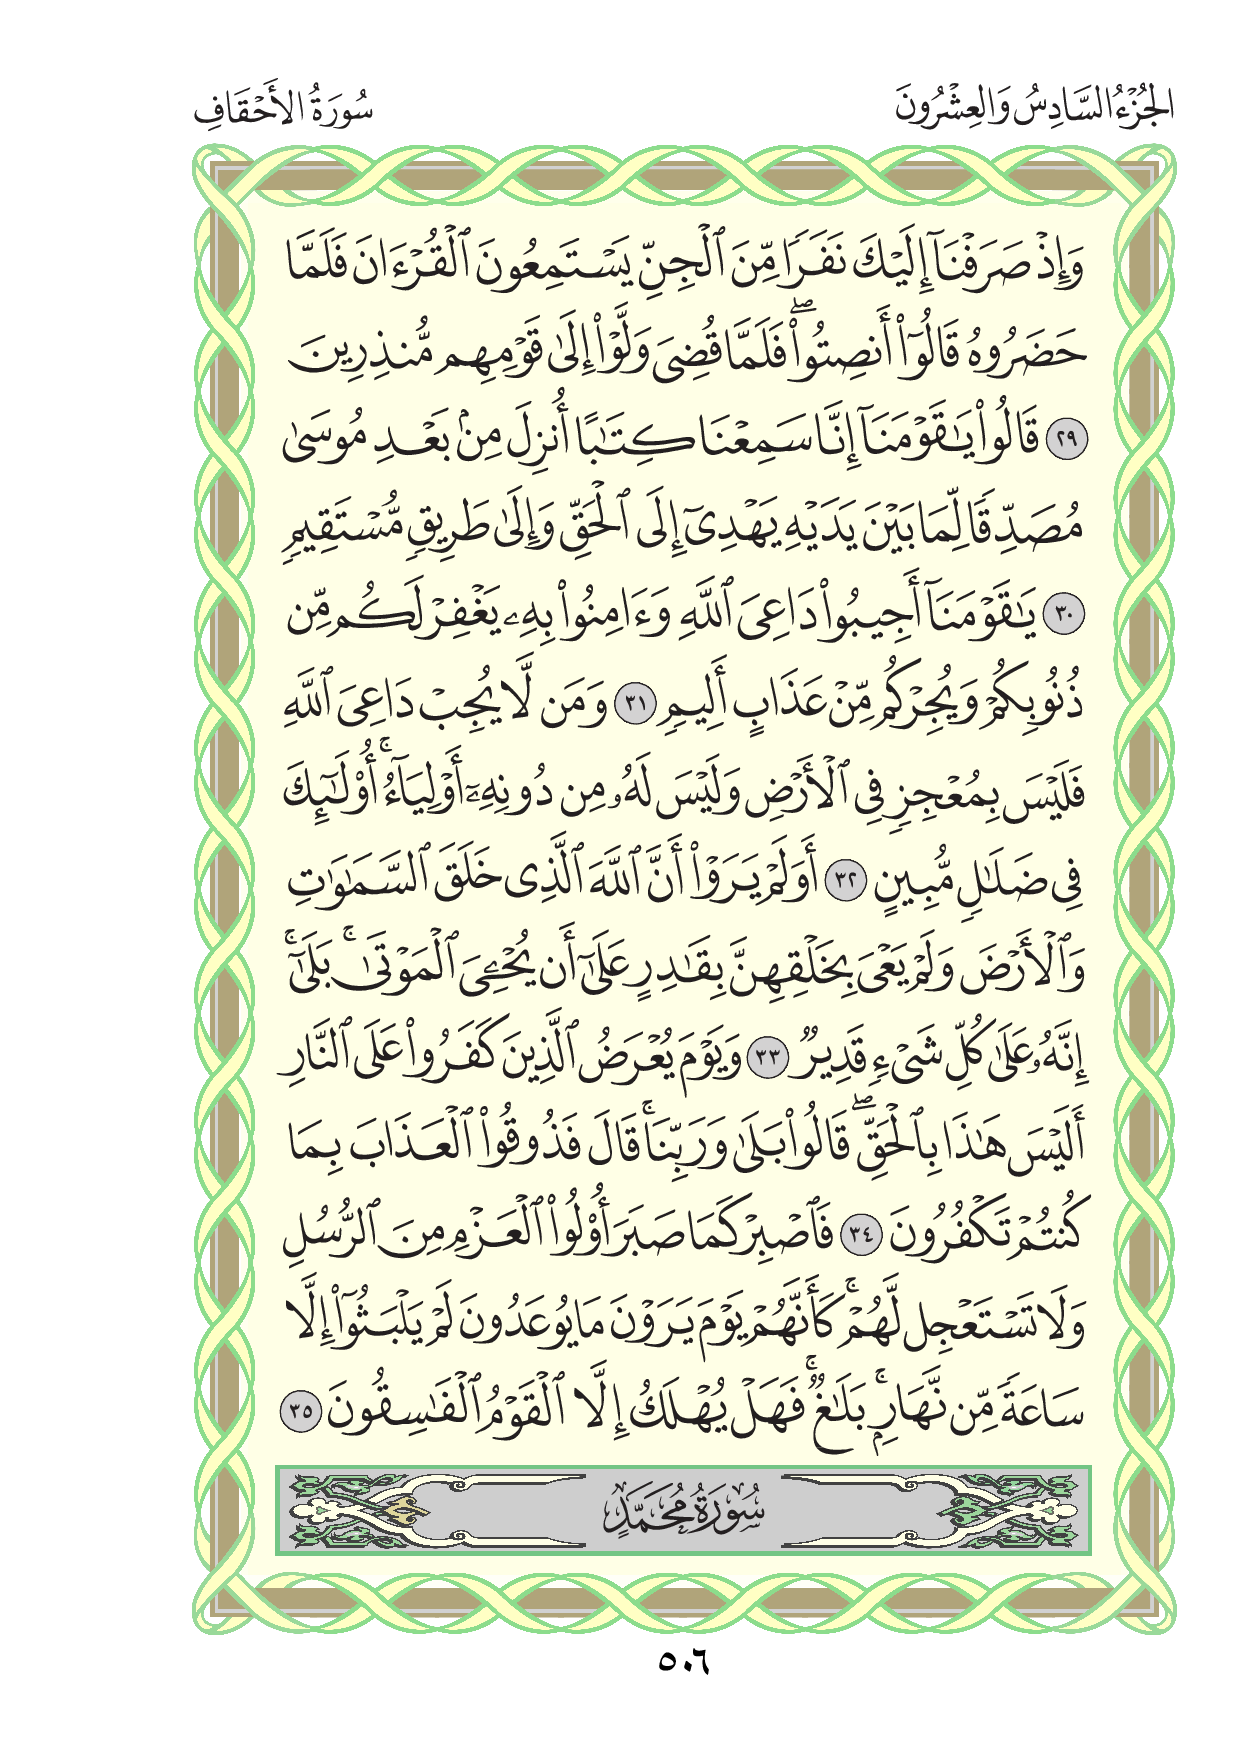 الجُزْءُ السَّادِسُ وَالعِشْرُونَ
سُورَةُ الأَحْقَافِ
وَإِذْ صَرَفْنَآ إِلَيْكَ نَفَرٗا مِّنَ ٱلْجِنِّ يَسْتَمِعُونَ ٱلْقُرْءَانَ فَلَمَّا
حَضَرُوهُ قَالُوٓا۟ أَنصِتُوا۟ۖ فَلَمَّا قُضِىَ وَلَّوْا۟ إِلَىٰ قَوْمِهِم مُّنذِرِينَ
٢٩ قَالُوا۟ يَٰقَوْمَنَآ إِنَّا سَمِعْنَا كِتَٰبًا أُنزِلَ مِنۢ بَعْدِ مُوسَىٰ
مُصَدِّقٗا لِّمَا بَيْنَ يَدَيْهِ يَهْدِىٓ إِلَى ٱلْحَقِّ وَإِلَىٰ طَرِيقٖ مُّسْتَقِيمٖ
٣٠ يَٰقَوْمَنَآ أَجِيبُوا۟ دَاعِىَ ٱللَّهِ وَءَامِنُوا۟ بِهِۦ يَغْفِرْ لَكُم مِّن
ذُنُوبِكُمْ وَيُجِرْكُم مِّنْ عَذَابٍ أَلِيمٖ ٣١ وَمَن لَّا يُجِبْ دَاعِىَ ٱللَّهِ
فَلَيْسَ بِمُعْجِزٖ فِى ٱلْأَرْضِ وَلَيْسَ لَهُۥ مِن دُونِهِۦٓ أَوْلِيَآءُۚ أُو۟لَٰٓئِكَ
فِى ضَلَٰلٖ مُّبِينٍ ٣٢ أَوَلَمْ يَرَوْا۟ أَنَّ ٱللَّهَ ٱلَّذِى خَلَقَ ٱلسَّمَٰوَٰتِ
وَٱلْأَرْضَ وَلَمْ يَعْىَ بِخَلْقِهِنَّ بِقَٰدِرٍ عَلَىٰٓ أَن يُحْـِۧىَ ٱلْمَوْتَىٰۚ بَلَىٰٓۚ
إِنَّهُۥ عَلَىٰ كُلِّ شَىْءٖ قَدِيرٞ ٣٣ وَيَوْمَ يُعْرَضُ ٱلَّذِينَ كَفَرُوا۟ عَلَى ٱلنَّارِ
أَلَيْسَ هَٰذَا بِٱلْحَقِّۖ قَالُوا۟ بَلَىٰ وَرَبِّنَاۚ قَالَ فَذُوقُوا۟ ٱلْعَذَابَ بِمَا
كُنتُمْ تَكْفُرُونَ ٣٤ فَٱصْبِرْ كَمَا صَبَرَ أُو۟لُوا۟ ٱلْعَزْمِ مِنَ ٱلرُّسُلِ
وَلَا تَسْتَعْجِل لَّهُمْۚ كَأَنَّهُمْ يَوْمَ يَرَوْنَ مَا يُوعَدُونَ لَمْ يَلْبَثُوٓا۟ إِلَّا
سَاعَةٗ مِّن نَّهَارِۭۚ بَلَٰغٞۚ فَهَلْ يُهْلَكُ إِلَّا ٱلْقَوْمُ ٱلْفَٰسِقُونَ ٣٥
سُورَةُ مُحَمَّدٍ
٥٠٦